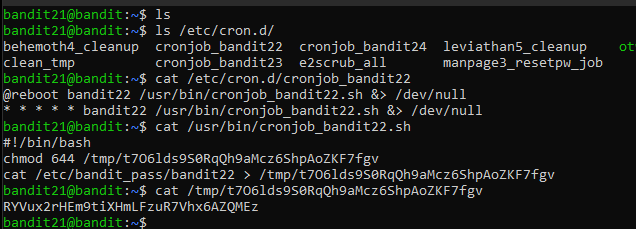 bandit21@bandit:~$ ls
bandit21@bandit:~$ ls /etc/cron.d/
behemoth4_cleanup  cronjob_bandit22  cronjob_bandit24  leviathan5_cleanup  ot
clean_tmp          cronjob_bandit23  e2scrub_all       manpage3_resetpw_job
bandit21@bandit:~$ cat /etc/cron.d/cronjob_bandit22
@reboot bandit22 /usr/bin/cronjob_bandit22.sh &> /dev/null
* * * * * bandit22 /usr/bin/cronjob_bandit22.sh &> /dev/null
bandit21@bandit:~$ cat /usr/bin/cronjob_bandit22.sh
#!/bin/bash
chmod 644 /tmp/t7O6lds9S0RqQh9aMcz6ShpAoZKF7fgv
cat /etc/bandit_pass/bandit22 > /tmp/t7O6lds9S0RqQh9aMcz6ShpAoZKF7fgv
bandit21@bandit:~$ cat /tmp/t7O6lds9S0RqQh9aMcz6ShpAoZKF7fgv
RYVux2rHEm9tiXHmLFzuR7Vhx6AZQMEz
bandit21@bandit:~$